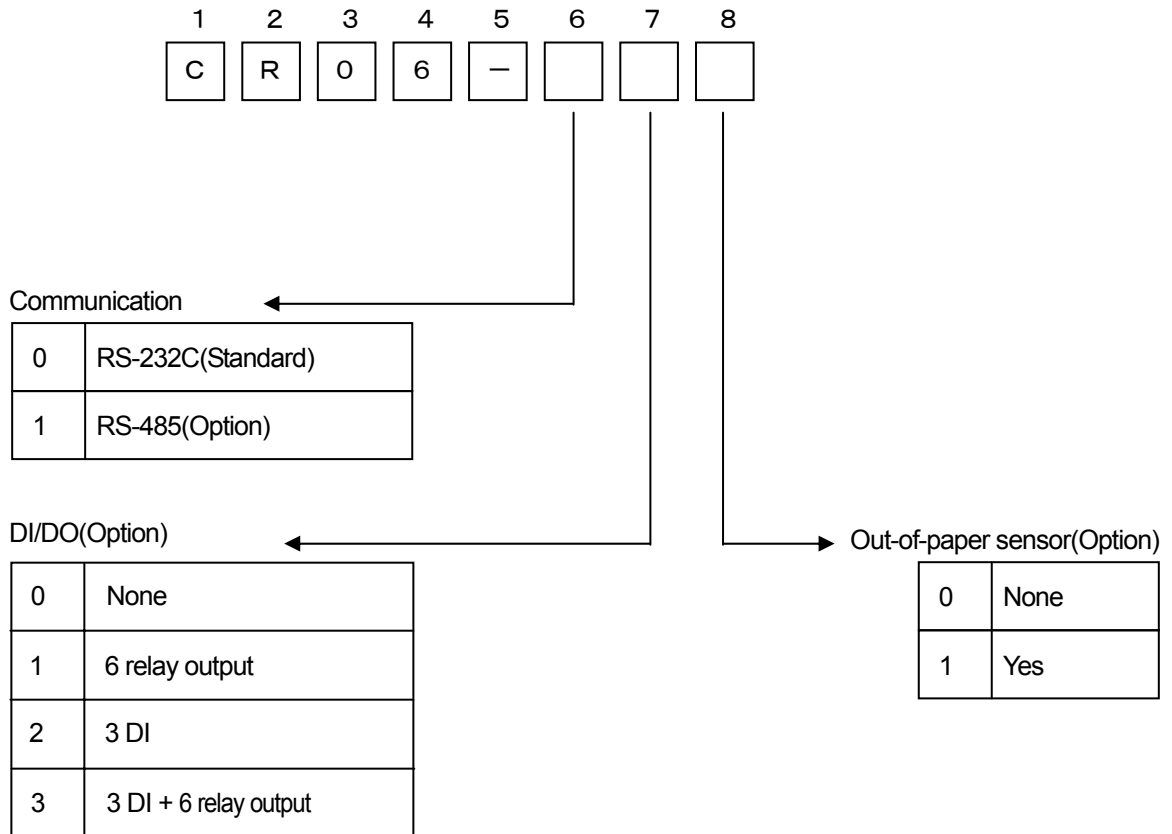 1 2 3 4 5 6 7 8
C R 0 6 −
Communication
0 RS-232C(Standard)
1 RS-485(Option)
DI/DO(Option)
0 None
1 6 relay output
2 3 DI
3 3 DI + 6 relay output
Out-of-paper sensor(Option)
0 None
1 Yes